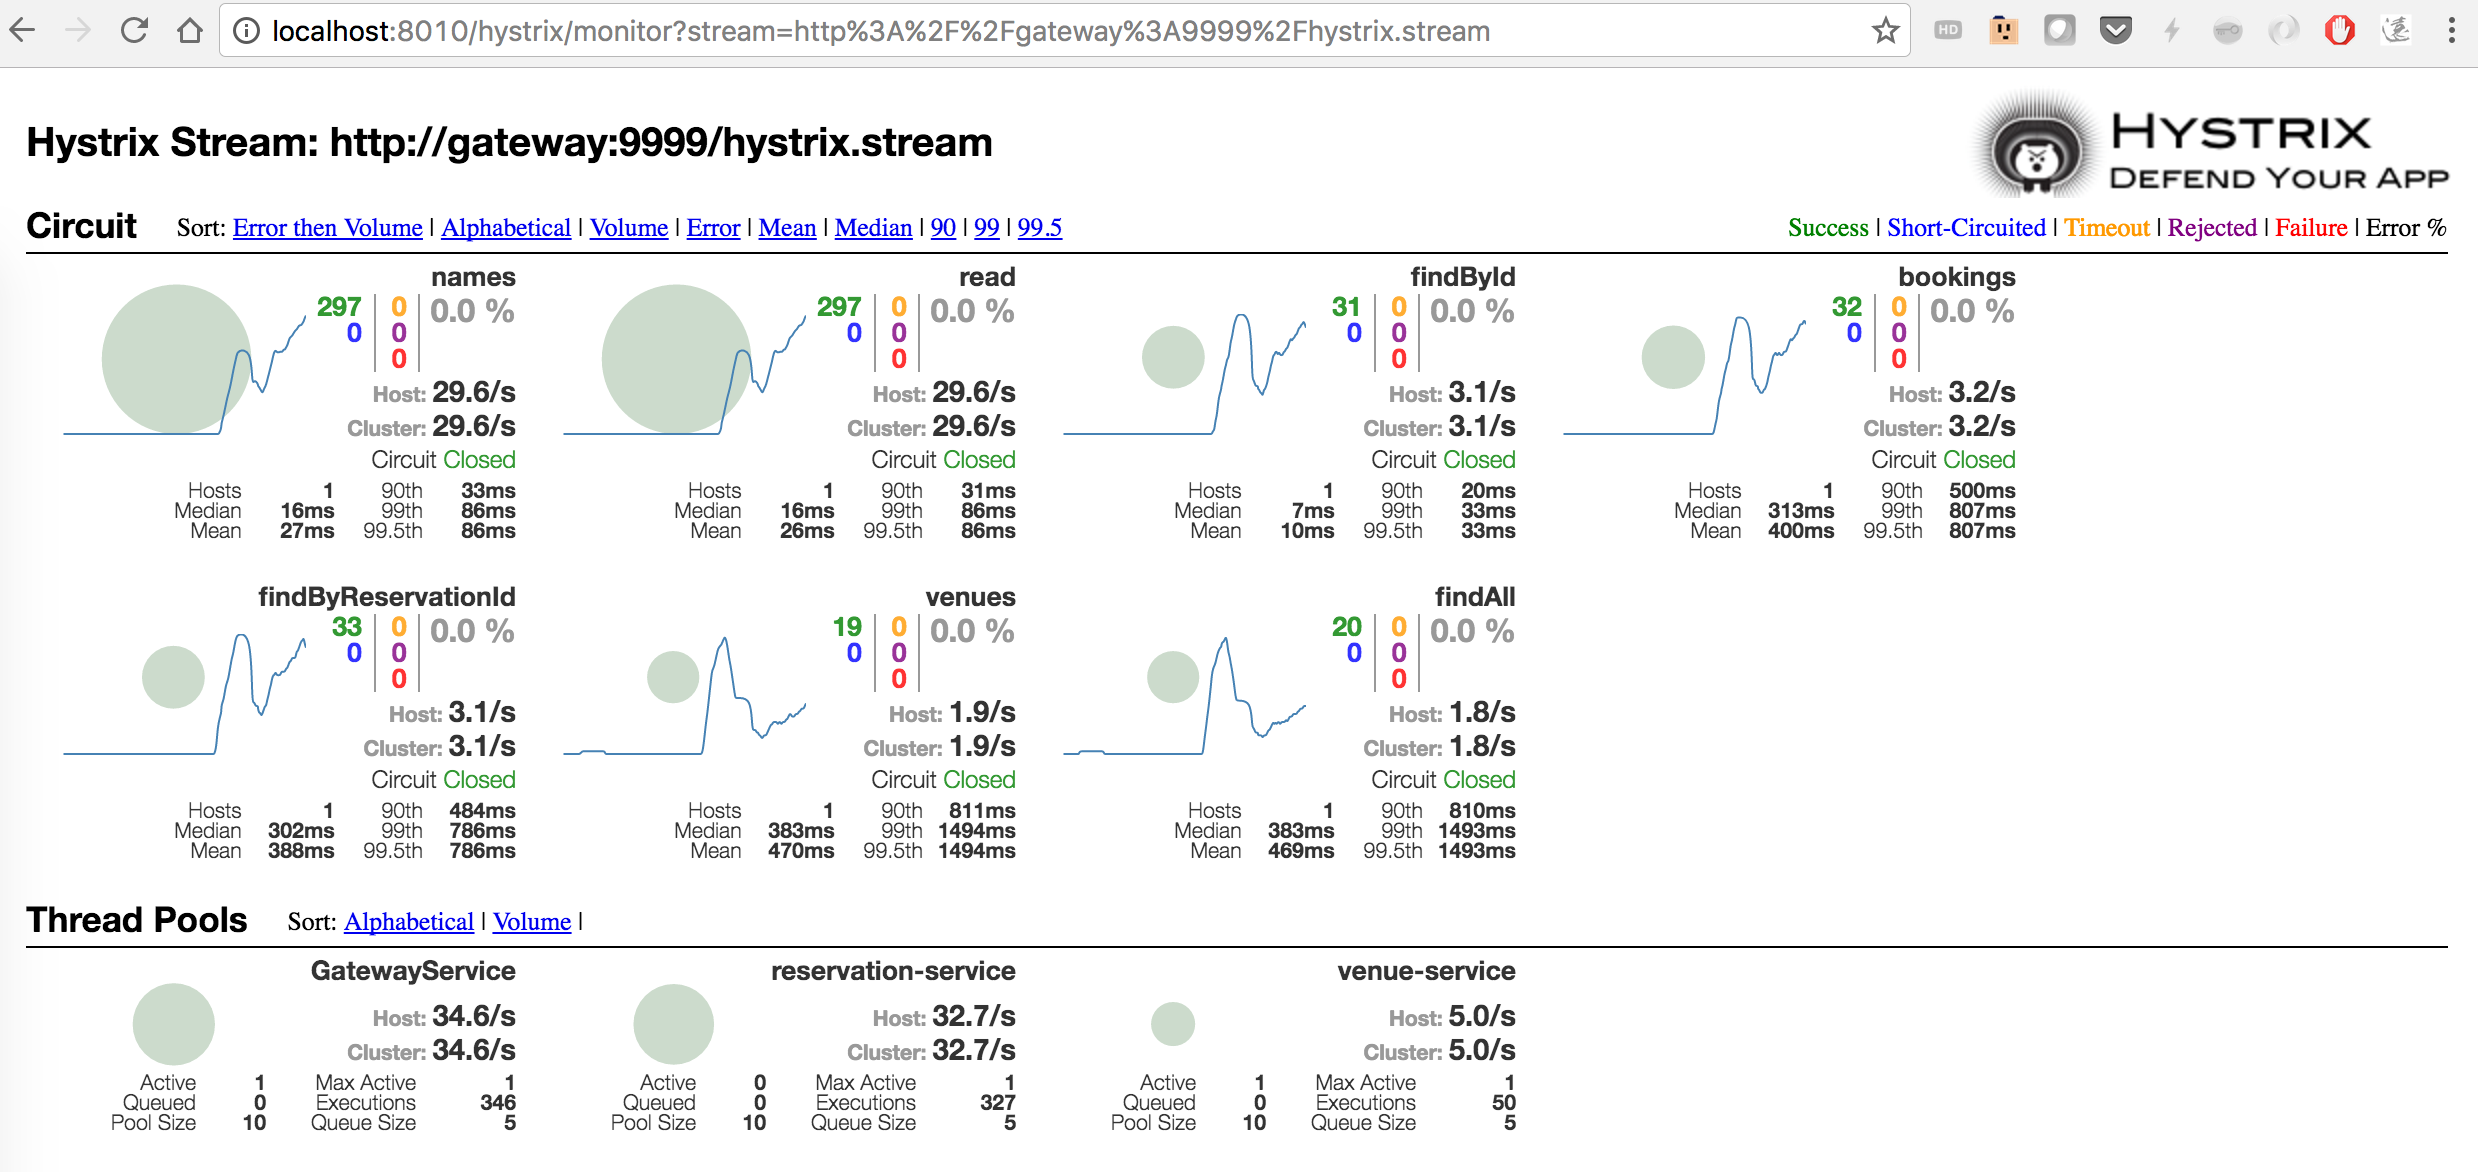 localhost:8010/hystrix/monitor?stream=http%3A%2F%2Fgateway%3A9999%2Fhystrix.stream
HD
Hystrix Stream: http://gateway:9999/hystrix.stream
HYSTRIX
DEFEND YOUR APP
Circuit Sort: Error then Volume | Alphabetical | Volume | Error | Mean | Median | 90 | 99 | 99.5
Success | Short-Circuited | Timeout | Rejected | Failure | Error %
names
297 0 0.0 %
0 0
0
Host: 29.6/s
Cluster: 29.6/s
Circuit Closed
Hosts 1 90th 33ms
Median 16ms 99th 86ms
Mean 27ms 99.5th 86ms
read
297 0 0.0 %
0 0
0
Host: 29.6/s
Cluster: 29.6/s
Circuit Closed
Hosts 1 90th 31ms
Median 16ms 99th 86ms
Mean 26ms 99.5th 86ms
findById
31 0 0.0 %
0 0
0
Host: 3.1/s
Cluster: 3.1/s
Circuit Closed
Hosts 1 90th 20ms
Median 7ms 99th 33ms
Mean 10ms 99.5th 33ms
bookings
32 0 0.0 %
0 0
0
Host: 3.2/s
Cluster: 3.2/s
Circuit Closed
Hosts 1 90th 500ms
Median 313ms 99th 807ms
Mean 400ms 99.5th 807ms
findByReservationId
33 0 0.0 %
0 0
0
Host: 3.1/s
Cluster: 3.1/s
Circuit Closed
Hosts 1 90th 484ms
Median 302ms 99th 786ms
Mean 388ms 99.5th 786ms
venues
19 0 0.0 %
0 0
0
Host: 1.9/s
Cluster: 1.9/s
Circuit Closed
Hosts 1 90th 811ms
Median 383ms 99th 1494ms
Mean 470ms 99.5th 1494ms
findAll
20 0 0.0 %
0 0
0
Host: 1.8/s
Cluster: 1.8/s
Circuit Closed
Hosts 1 90th 810ms
Median 383ms 99th 1493ms
Mean 469ms 99.5th 1493ms
Thread Pools Sort: Alphabetical | Volume |
GatewayService
Host: 34.6/s
Cluster: 34.6/s
Active 1 Max Active 1
Queued 0 Executions 346
Pool Size 10 Queue Size 5
reservation-service
Host: 32.7/s
Cluster: 32.7/s
Active 0 Max Active 1
Queued 0 Executions 327
Pool Size 10 Queue Size 5
venue-service
Host: 5.0/s
Cluster: 5.0/s
Active 1 Max Active 1
Queued 0 Executions 50
Pool Size 10 Queue Size 5